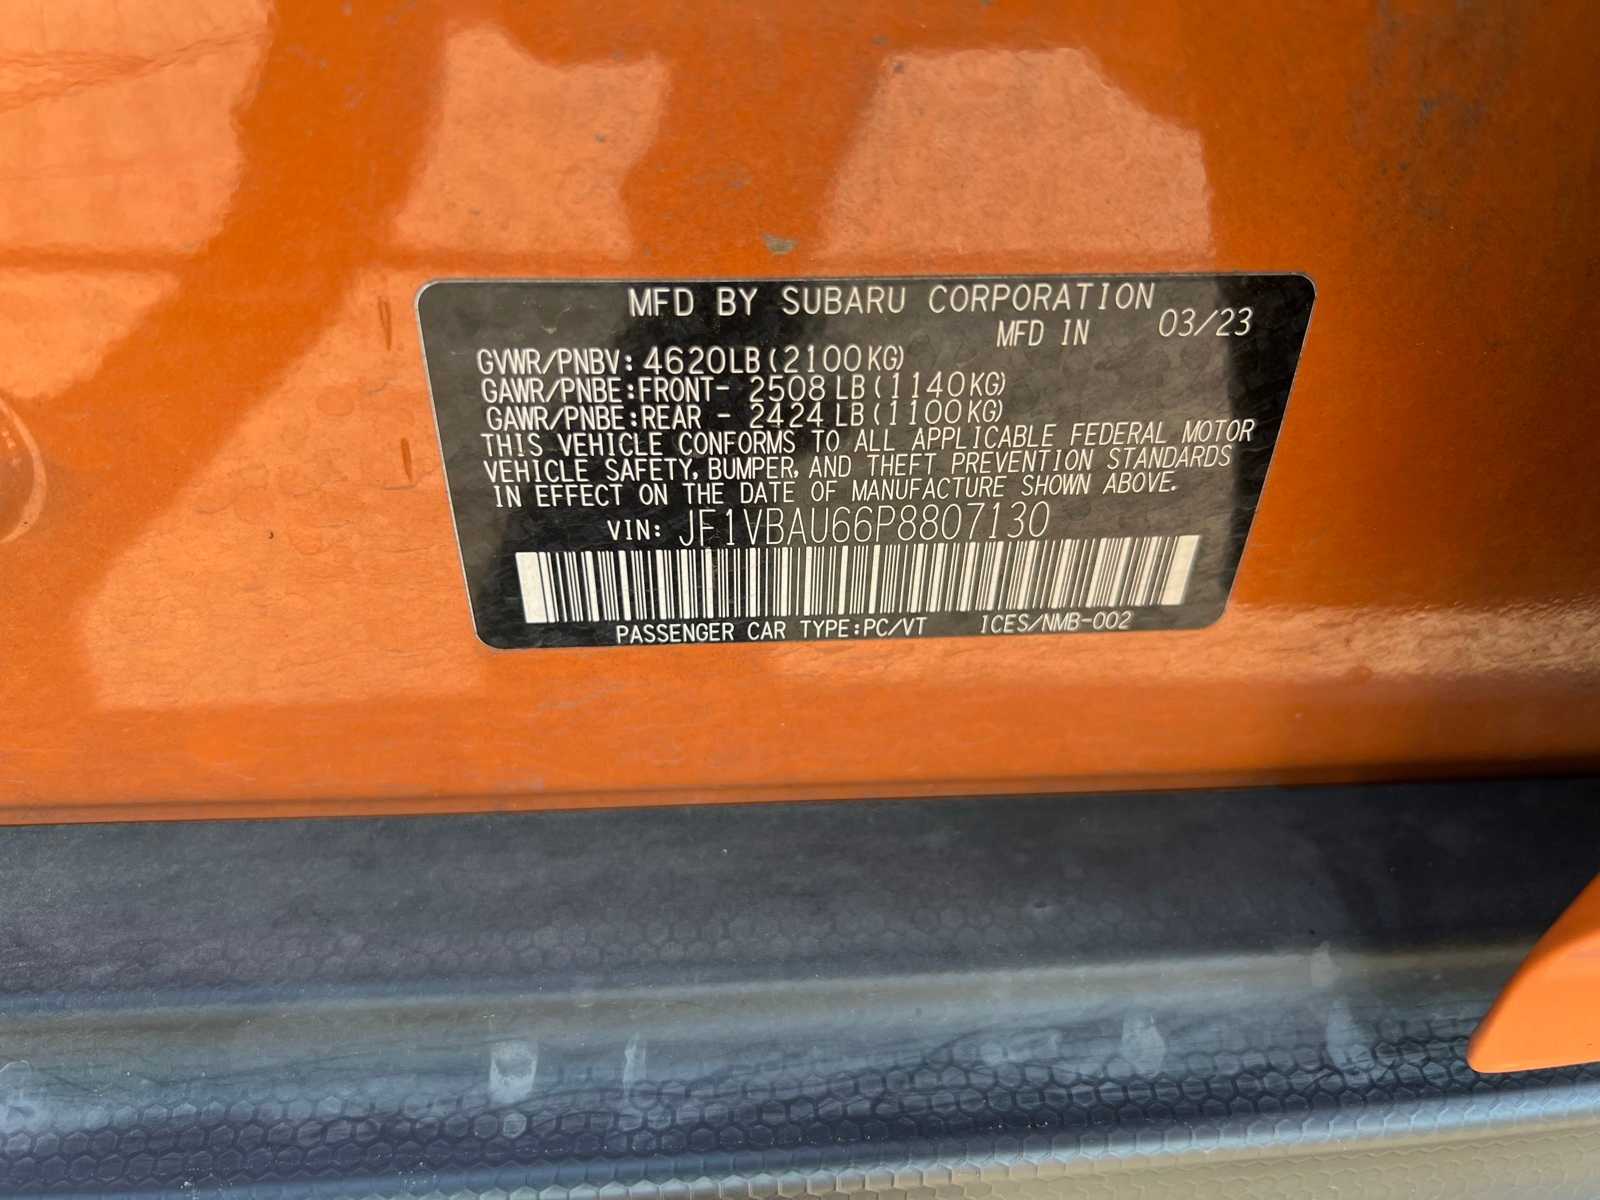 MFD BY SUBARU CORPORATION
MFD IN 03/23
GVWR/PNBV: 4620LB(2100KG)
GAWR/PNBE:FRONT- 2508 LB(1140KG)
GAWR/PNBE:REAR - 2424 LB(1100KG)
THIS VEHICLE CONFORMS TO ALL APPLICABLE FEDERAL MOTOR
VEHICLE SAFETY, BUMPER, AND THEFT PREVENTION STANDARDS
IN EFFECT ON THE DATE OF MANUFACTURE SHOWN ABOVE.
VIN: JF1VBAU66P8807130
PASSENGER CAR TYPE:PC/VT ICES/NMB-002